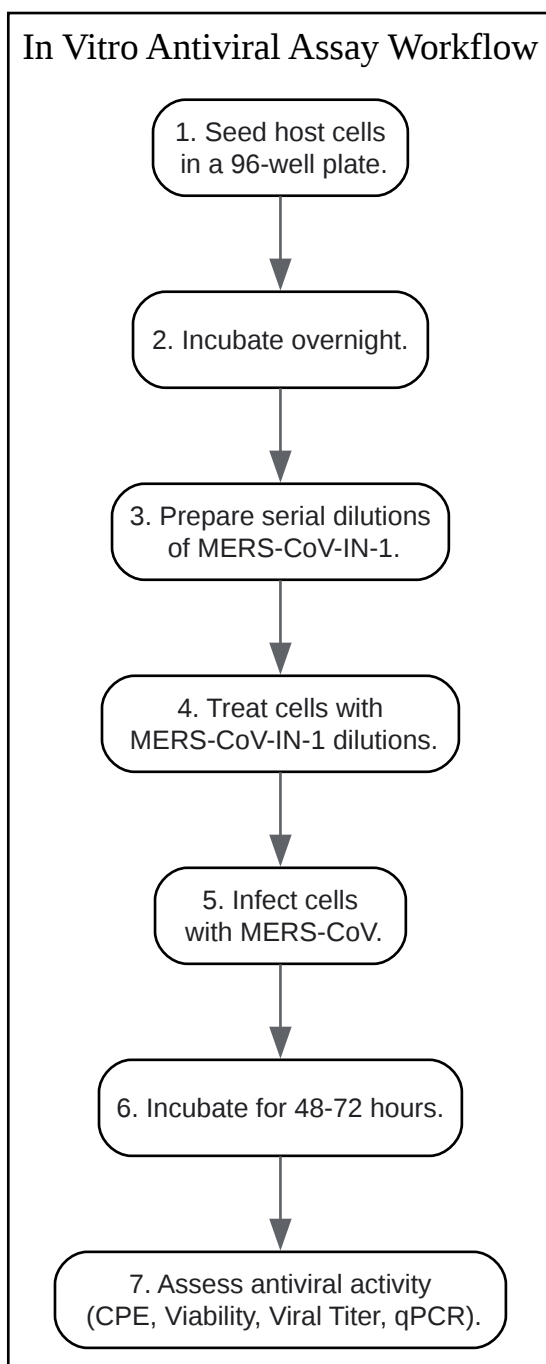 In Vitro Antiviral Assay Workflow
1. Seed host cells
in a 96-well plate.
2. Incubate overnight.
3. Prepare serial dilutions
of MERS-CoV-IN-1.
4. Treat cells with
MERS-CoV-IN-1 dilutions.
5. Infect cells
with MERS-CoV.
6. Incubate for 48-72 hours.
7. Assess antiviral activity
(CPE, Viability, Viral Titer, qPCR).